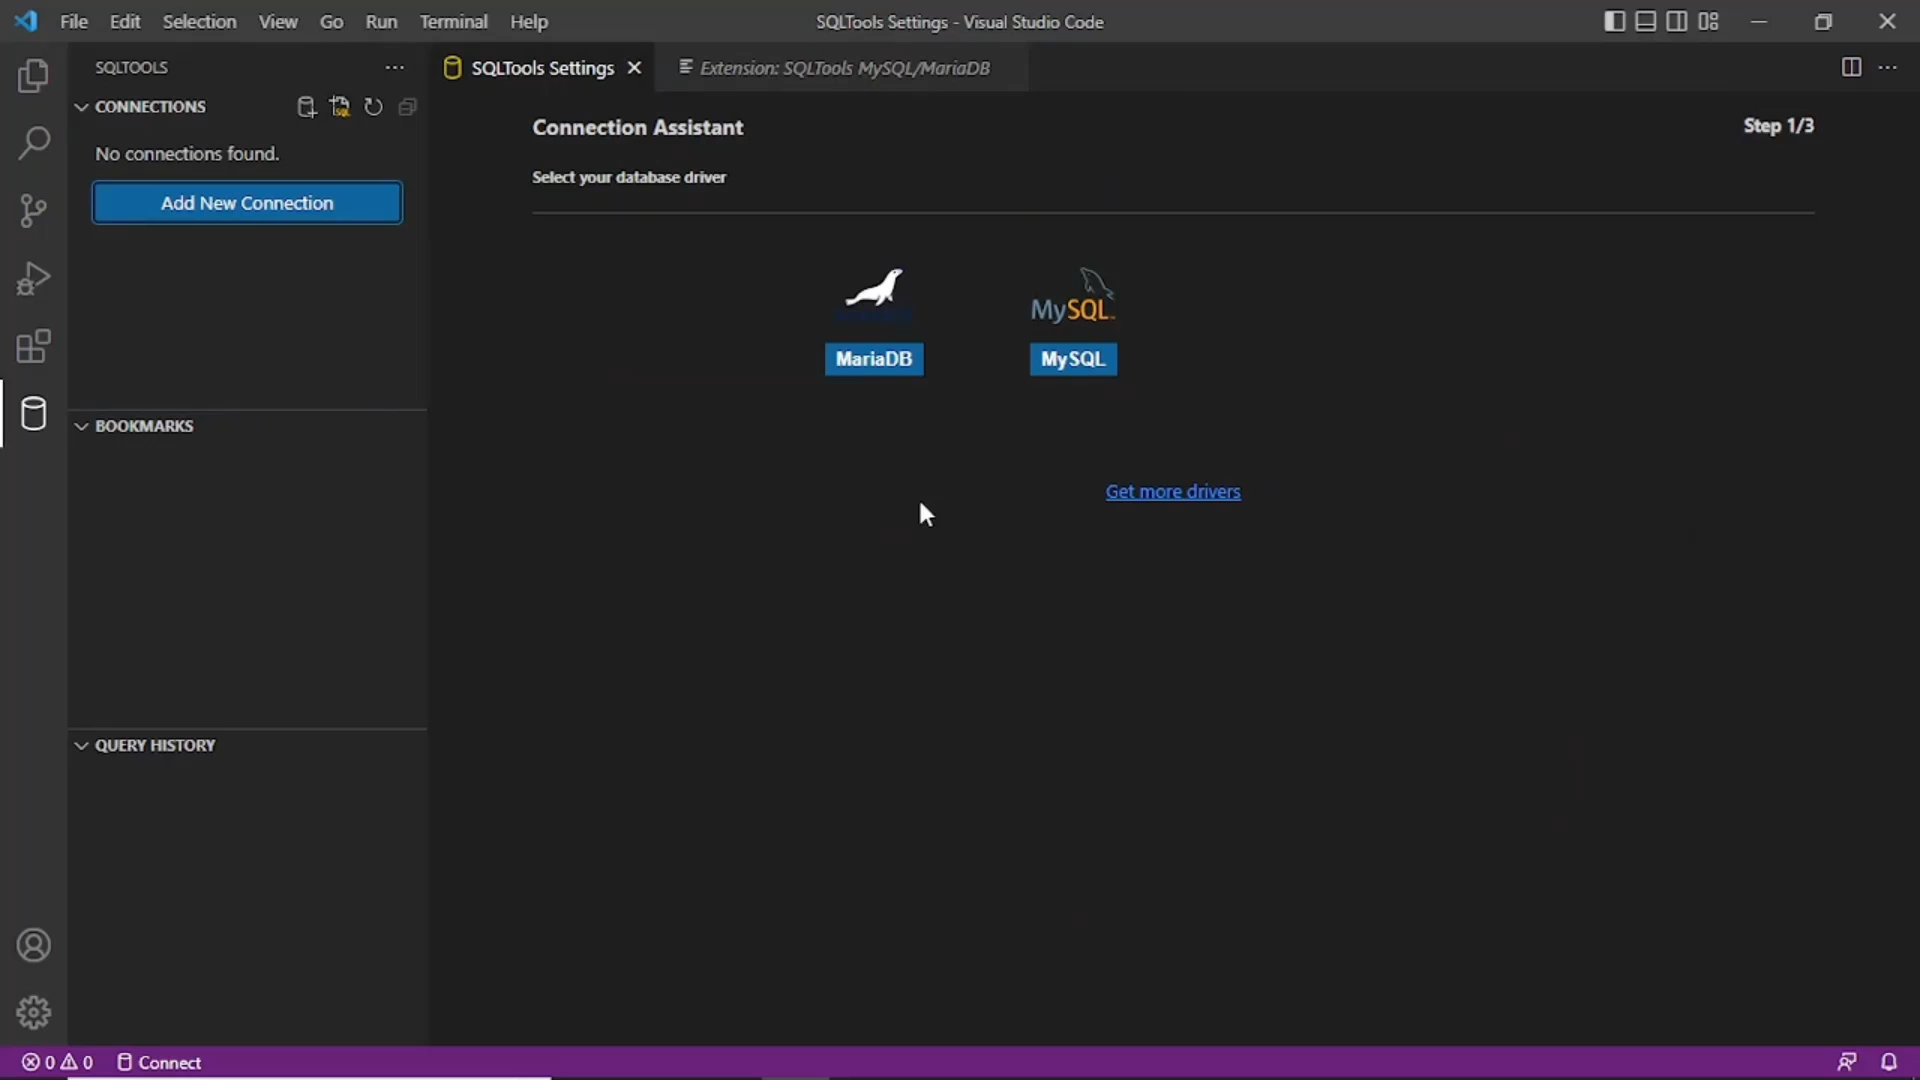 File Edit Selection View Go Run Terminal Help
SQLTools Settings - Visual Studio Code
SQLTOOLS
SQLTools Settings
Extension: SQLTools MySQL/MariaDB
CONNECTIONS
No connections found.
Add New Connection
Connection Assistant
Step 1/3
Select your database driver
MySQL
MariaDB
MySQL
Get more drivers
BOOKMARKS
QUERY HISTORY
0 0 Connect